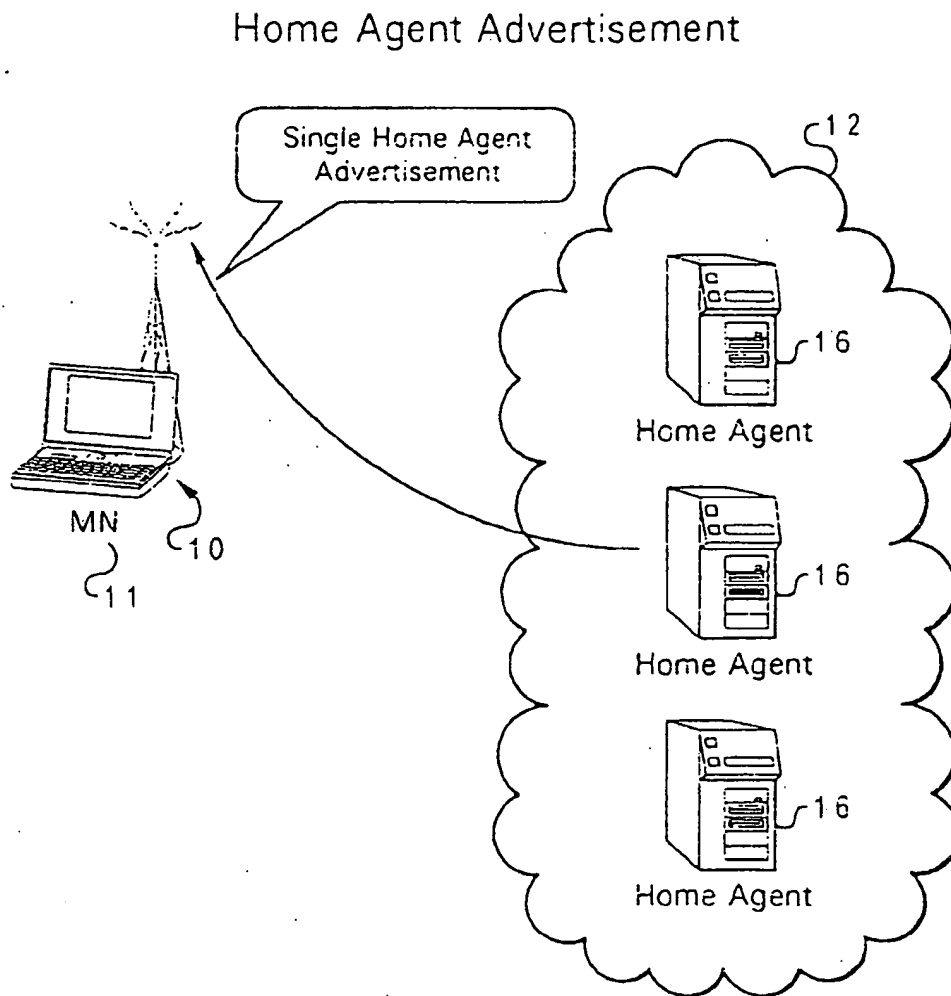 Home Agent Advertisement
Single Home Agent
Advertisement
12
16
Home Agent
MN
10
11
16
Home Agent
16
Home Agent